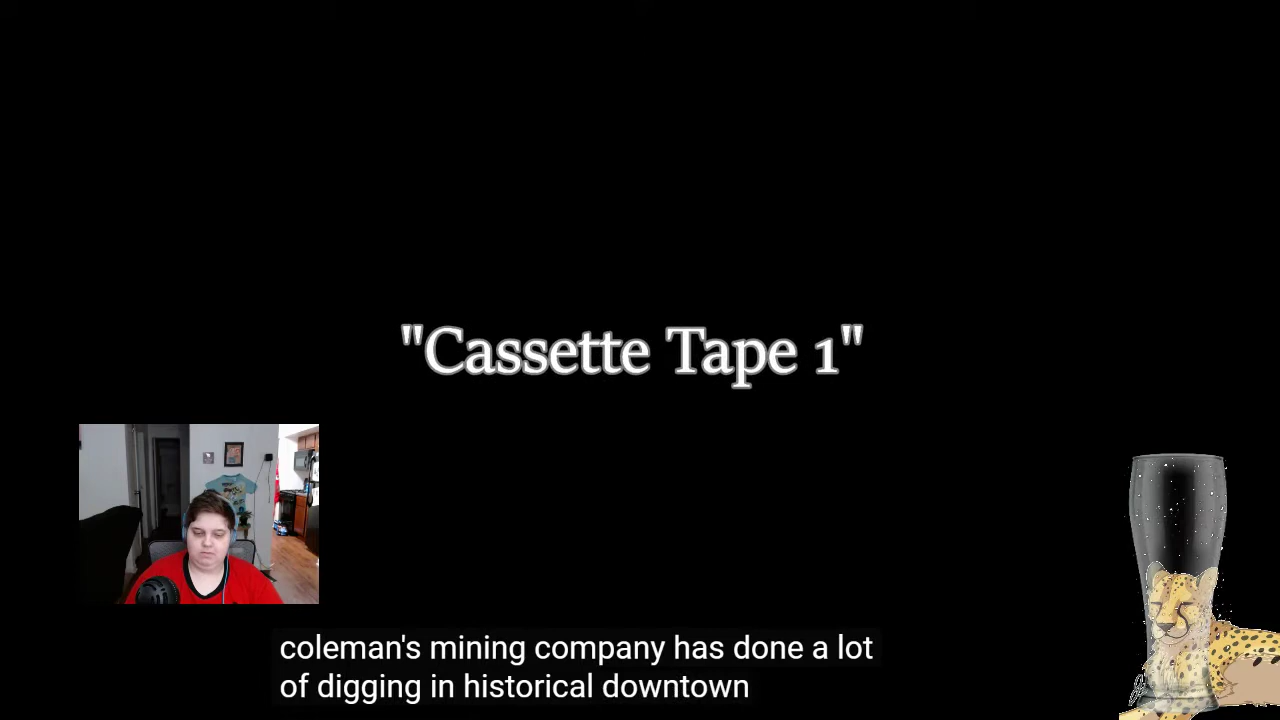 "Cassette Tape 1"
coleman's mining company has done a lot
of digging in historical downtown